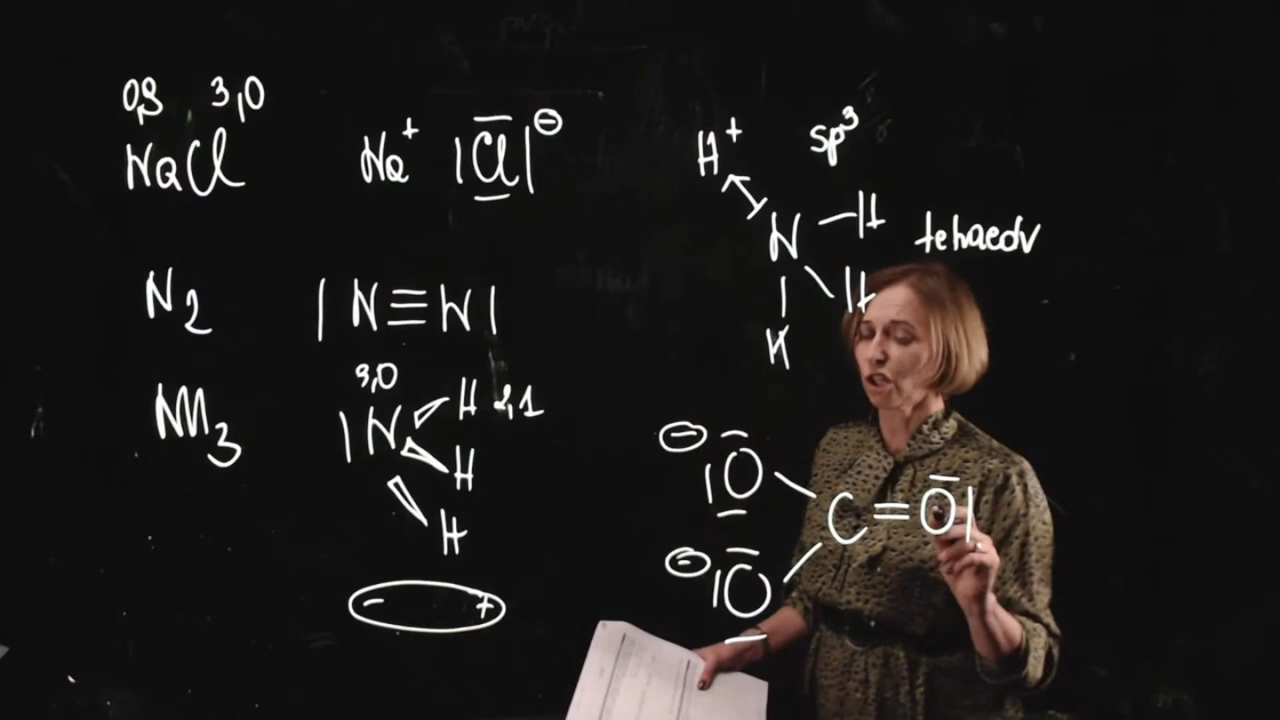 0,9 3,0
NaCl
Na⁺ |Cl| ⊖
H⁺ sp³
N – H
H
H
tetraedr
N₂
|N≡N|
NH₃
3,0
|N H 2,1
H
H
- +
⊖ |O
C=O|
⊖ |O